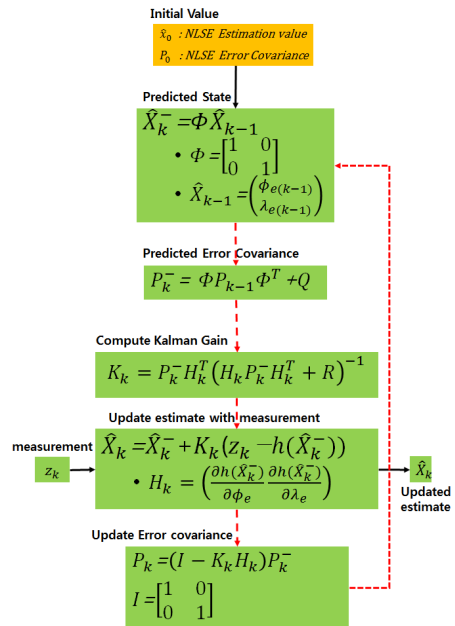 Initial Value
x̂₀ : NLSE Estimation value
P₀ : NLSE Error Covariance
Predicted State
X̂ₖ⁻=ΦX̂ₖ₋₁
• Φ=[1 0
0 1]
• X̂ₖ₋₁=(ϕₑ₍ₖ₋₁₎
λₑ₍ₖ₋₁₎)
Predicted Error Covariance
Pₖ⁻ = ΦPₖ₋₁Φᵀ +Q
Compute Kalman Gain
Kₖ = Pₖ⁻Hₖᵀ(HₖPₖ⁻Hₖᵀ + R)⁻¹
Update estimate with measurement
measurement
zₖ
X̂ₖ=X̂ₖ⁻+Kₖ(zₖ −h(X̂ₖ⁻))
• Hₖ = (∂h(X̂ₖ⁻)/∂ϕₑ ∂h(X̂ₖ⁻)/∂λₑ)
X̂ₖ
Updated
estimate
Update Error covariance
Pₖ=(I − KₖHₖ)Pₖ⁻
I=[1 0
0 1]